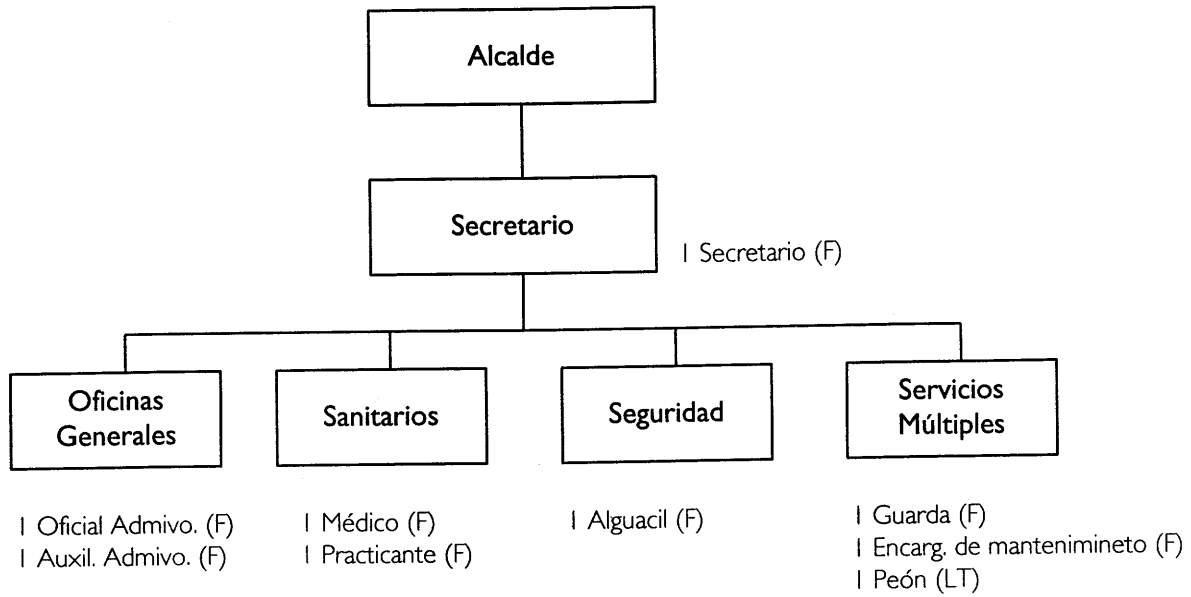 Alcalde
Secretario
1 Secretario (F)
Oficinas
Generales
Sanitarios
Seguridad
Servicios
Múltiples
1 Oficial Admivo. (F)
1 Auxil. Admivo. (F)
1 Médico (F)
1 Practicante (F)
1 Alguacil (F)
1 Guarda (F)
1 Encarg. de mantenimineto (F)
1 Peón (LT)